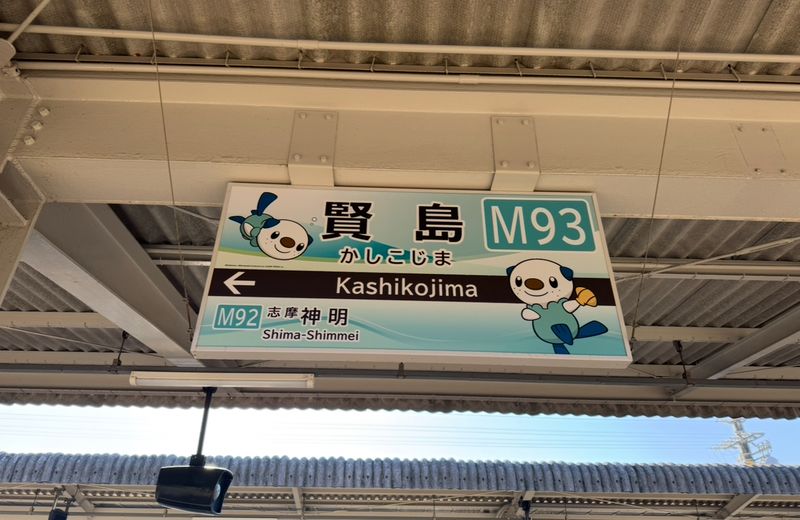 賢島 M93
かしこじま
Kashikojima
M92 志摩神明
Shima-Shimmei